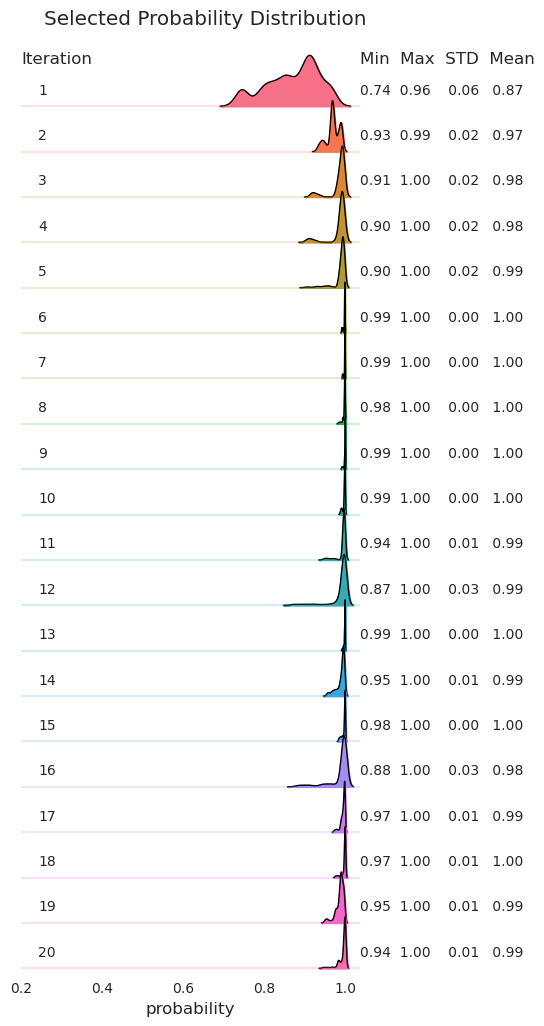 Selected Probability Distribution
Iteration Min Max STD Mean
1 0.74 0.96 0.06 0.87
2 0.93 0.99 0.02 0.97
3 0.91 1.00 0.02 0.98
4 0.90 1.00 0.02 0.98
5 0.90 1.00 0.02 0.99
6 0.99 1.00 0.00 1.00
7 0.99 1.00 0.00 1.00
8 0.98 1.00 0.00 1.00
9 0.99 1.00 0.00 1.00
10 0.99 1.00 0.00 1.00
11 0.94 1.00 0.01 0.99
12 0.87 1.00 0.03 0.99
13 0.99 1.00 0.00 1.00
14 0.95 1.00 0.01 0.99
15 0.98 1.00 0.00 1.00
16 0.88 1.00 0.03 0.98
17 0.97 1.00 0.01 0.99
18 0.97 1.00 0.01 1.00
19 0.95 1.00 0.01 0.99
20 0.94 1.00 0.01 0.99
0.2 0.4 0.6 0.8 1.0
probability